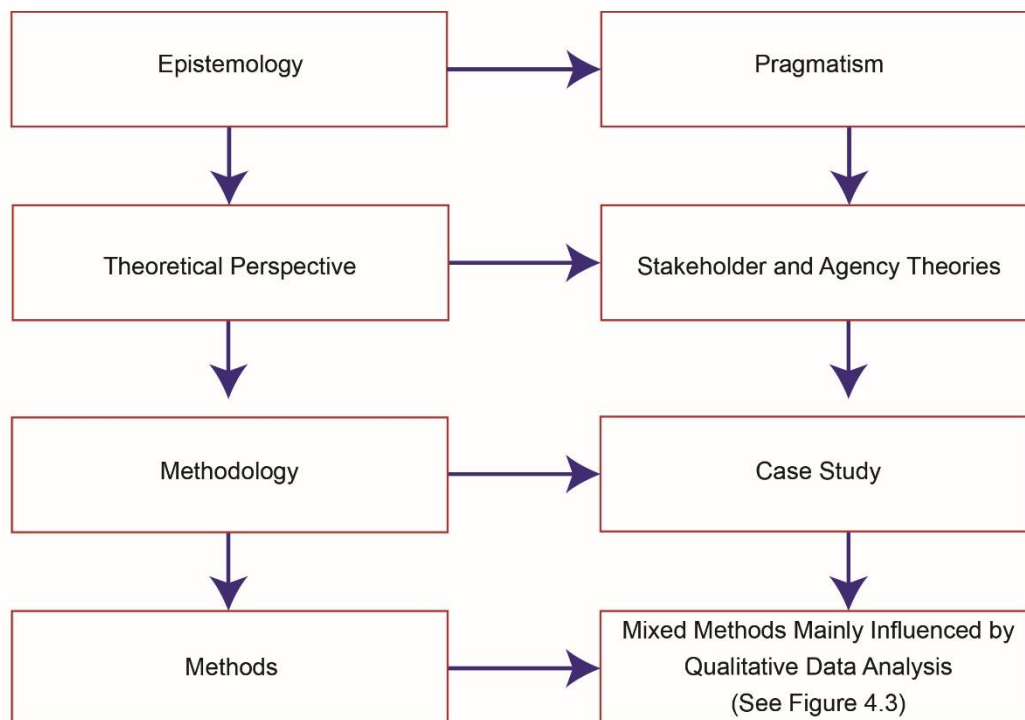 Epistemology
Pragmatism
Theoretical Perspective
Stakeholder and Agency Theories
Methodology
Case Study
Methods
Mixed Methods Mainly Influenced by
Qualitative Data Analysis
(See Figure 4.3)